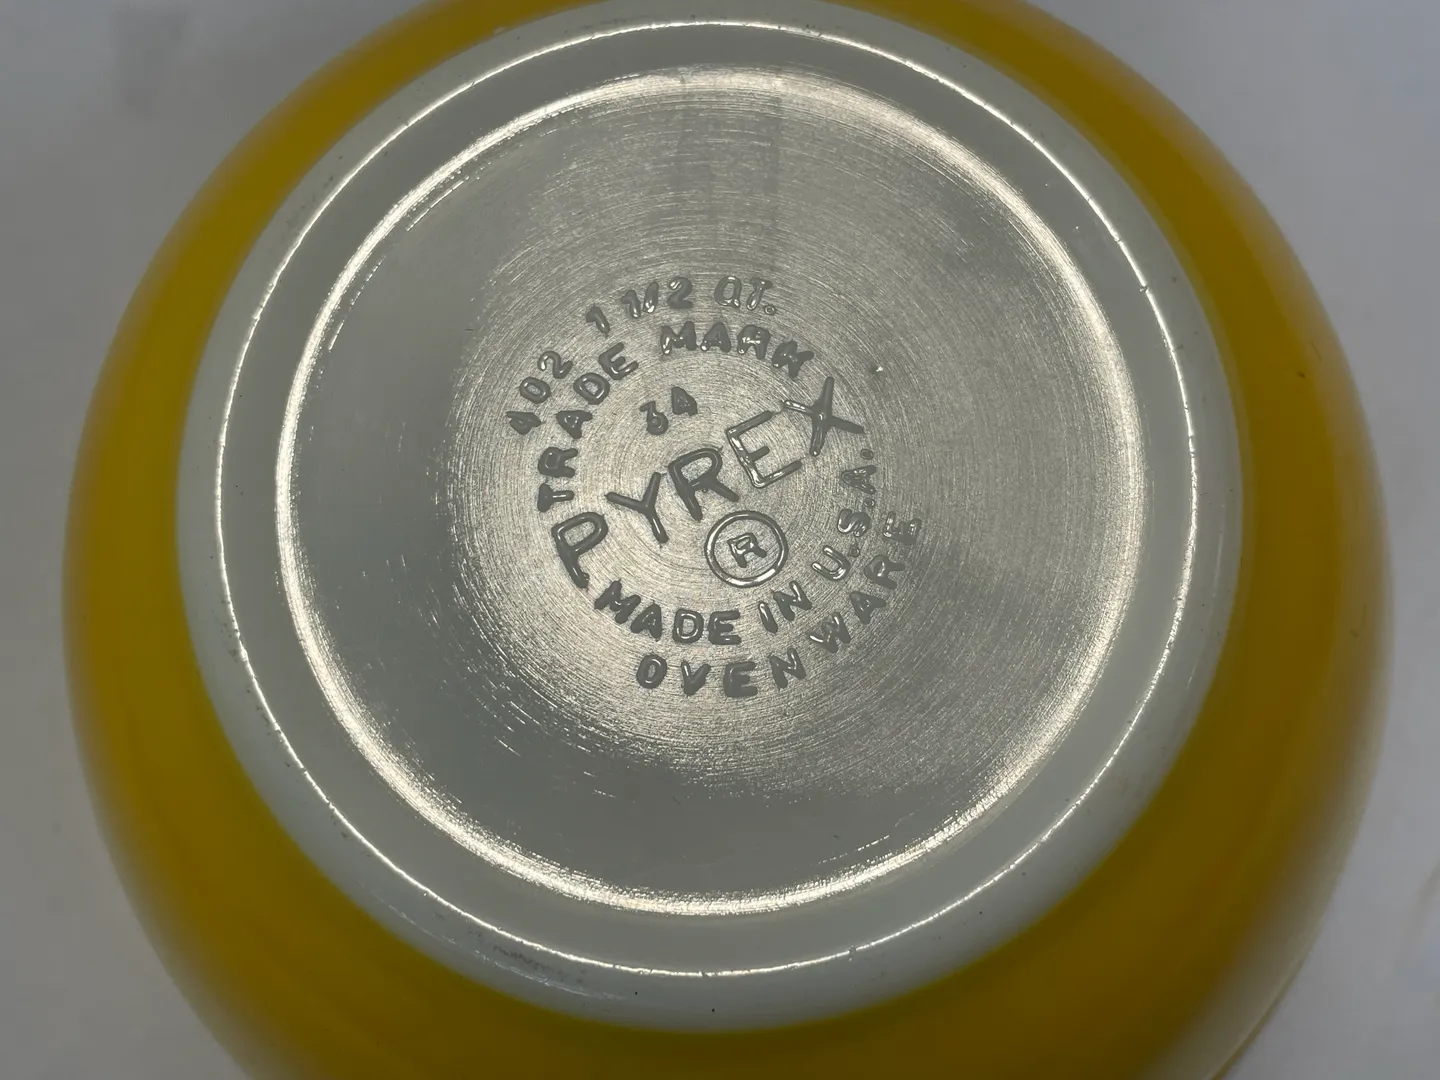 402 1 1/2 QT.
TRADE MARK
34
PYREX
®
MADE IN U.S.A.
OVEN WARE